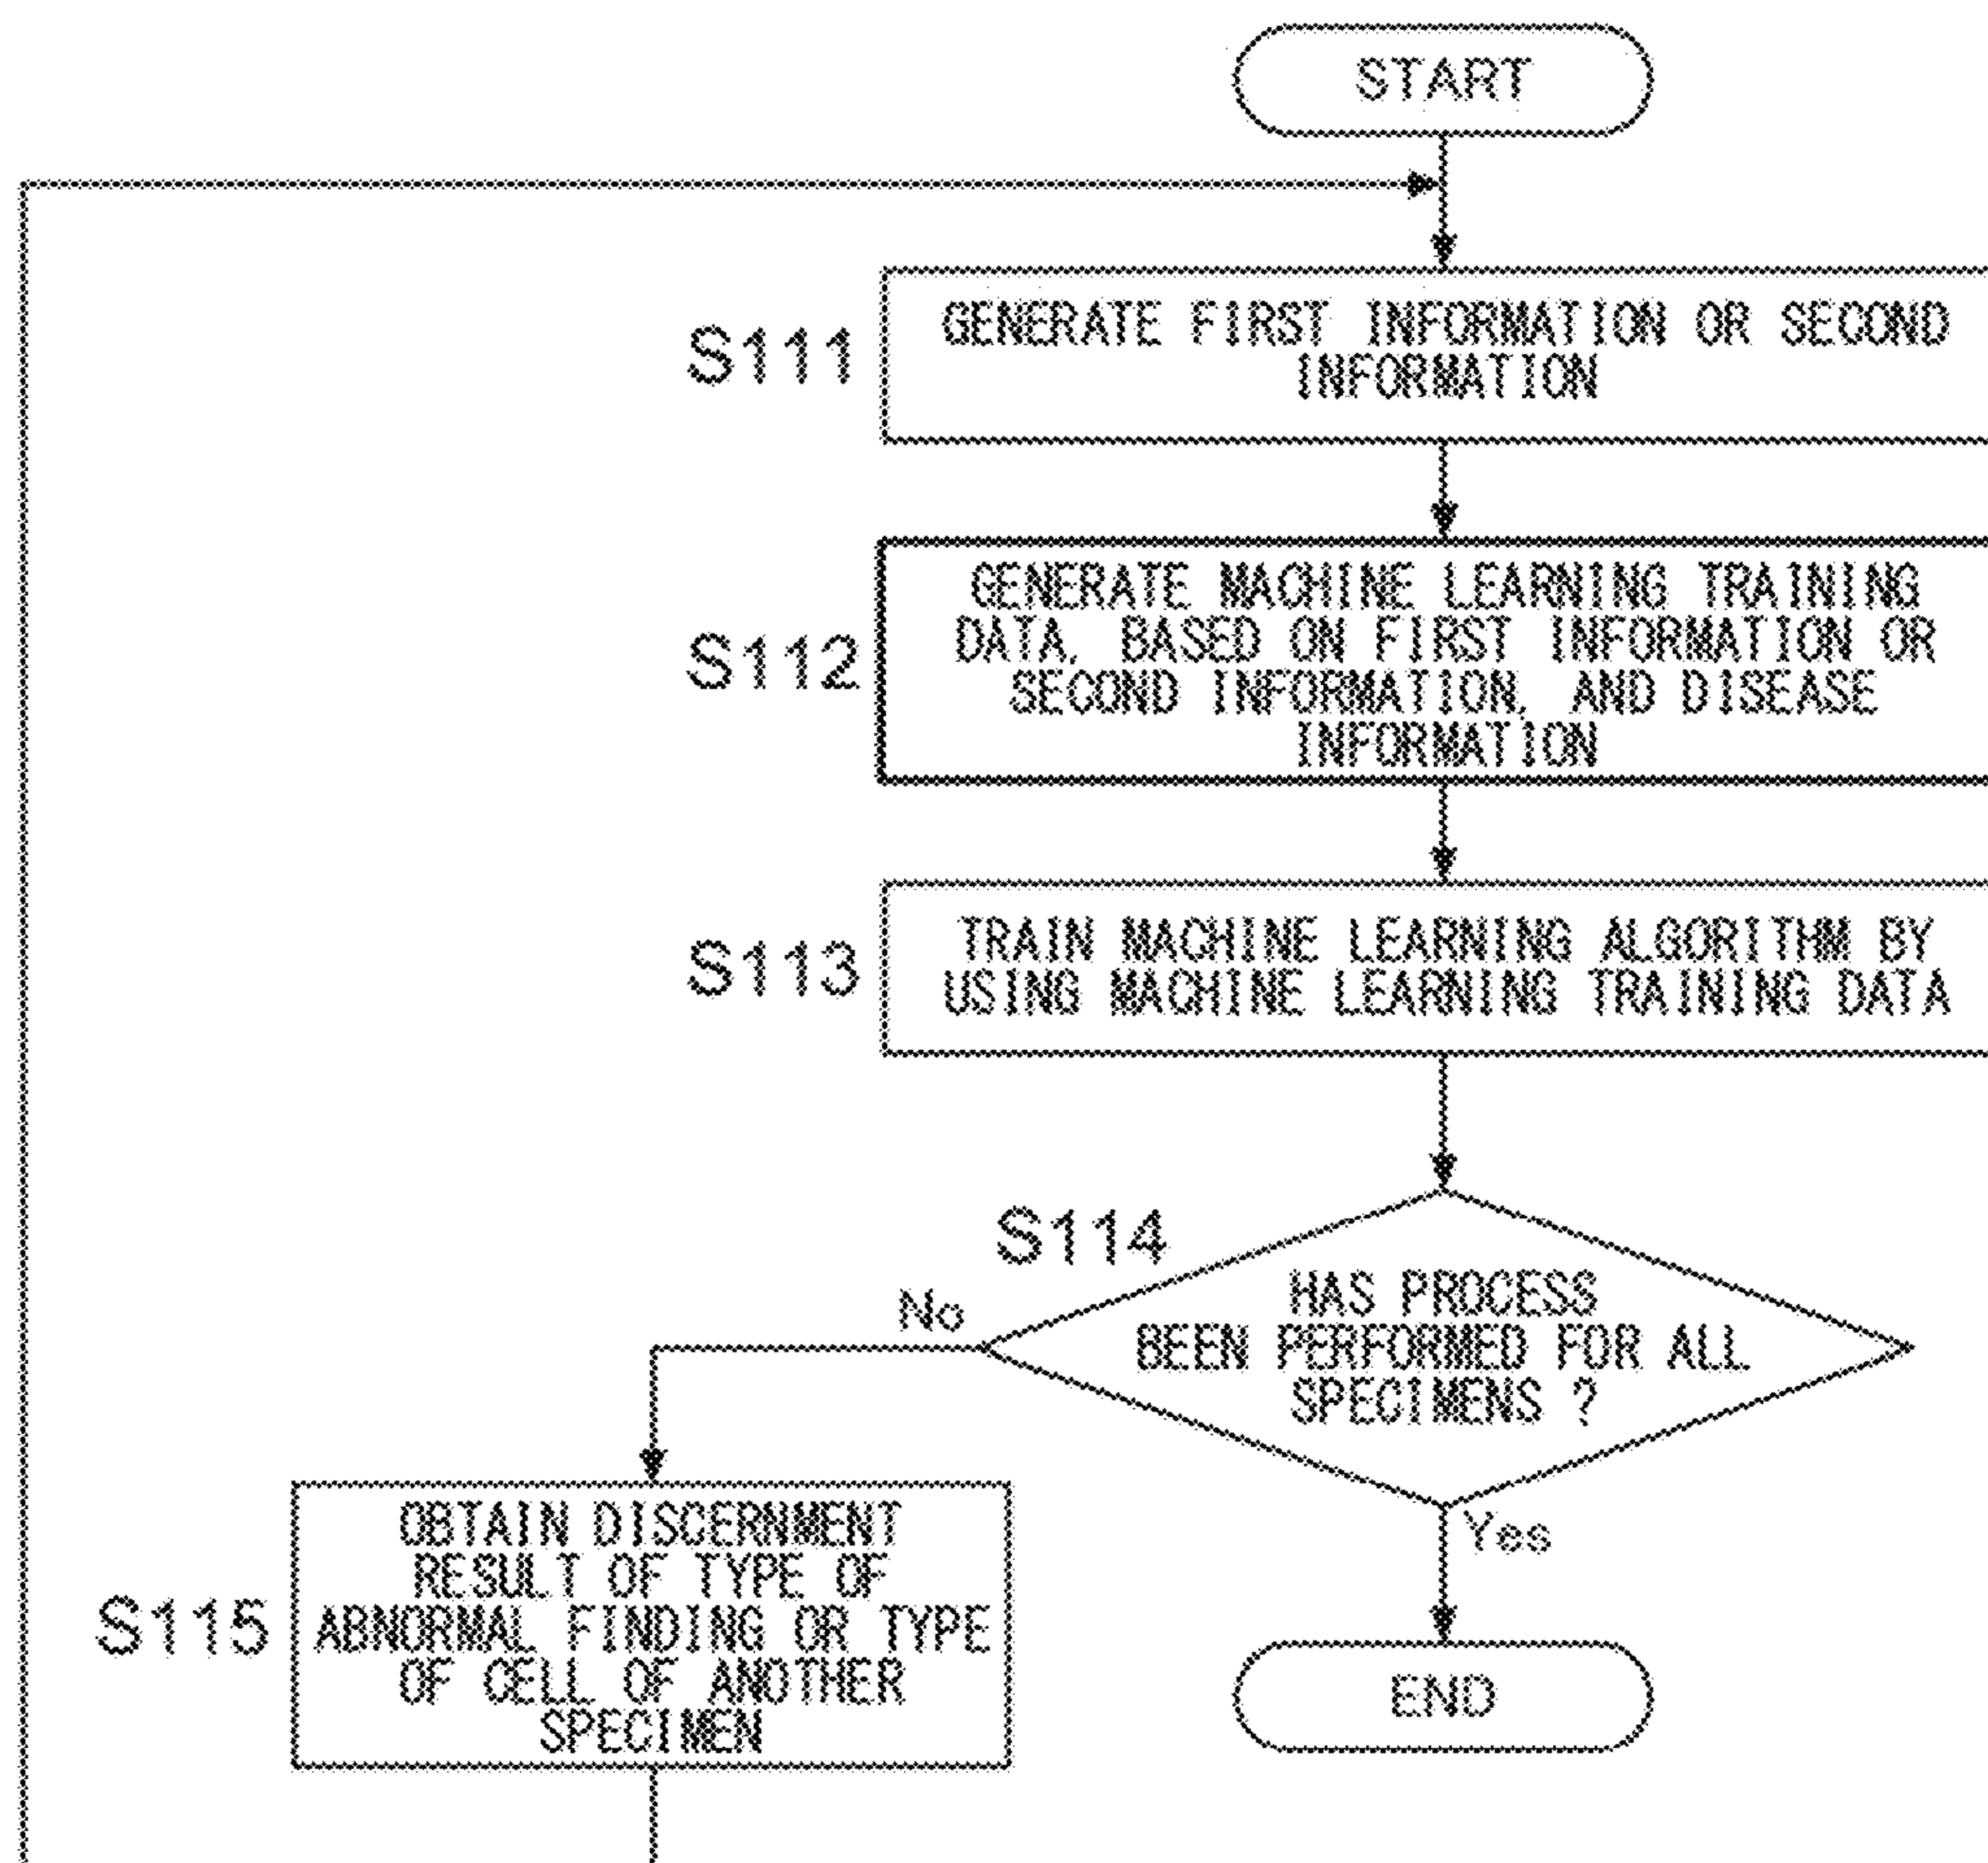 START
S111
GENERATE FIRST INFORMATION OR SECOND
INFORMATION
S112
GENERATE MACHINE LEARNING TRAINING
DATA, BASED ON FIRST INFORMATION OR
SECOND INFORMATION, AND DISEASE
INFORMATION
S113
TRAIN MACHINE LEARNING ALGORITHM BY
USING MACHINE LEARNING TRAINING DATA
S114
HAS PROCESS
BEEN PERFORMED FOR ALL
SPECIMENS ?
No
Yes
S115
OBTAIN DISCERNMENT
RESULT OF TYPE OF
ABNORMAL FINDING OR TYPE
OF CELL OF ANOTHER
SPECIMEN
END